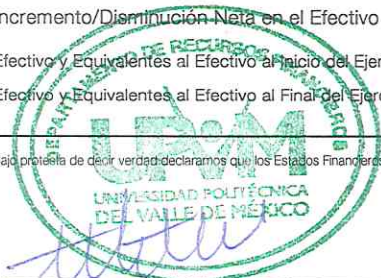 ncremento/Disminución Neta en el Efectivo
Efectivo y Equivalentes al Efectivo al Inicio del Ejer
Efectivo y Equivalentes al Efectivo al Final del Ejerc
ajo protesta de decir verdad declaramos que los Estados Financieros
DEPARTAMENTO DE RECURSOS FINANCIEROS
UPVM
UNIVERSIDAD POLITÉCNICA
DEL VALLE DE MÉXICO